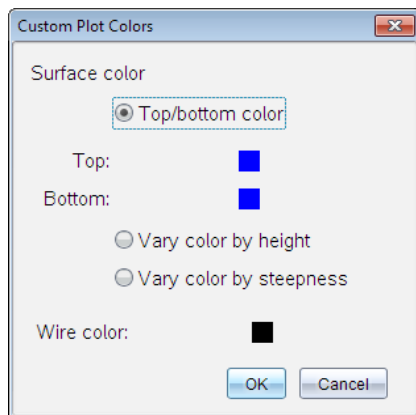 Custom Plot Colors
Surface color
Top/bottom color
Top:
Bottom:
Vary color by height
Vary color by steepness
Wire color:
OK Cancel